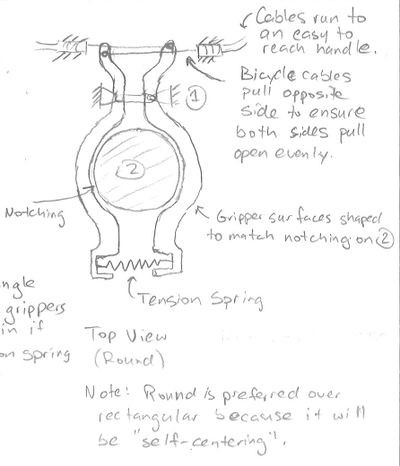 Cables run to
an easy to
reach handle.
Bicycle cables
pull opposite
side to ensure
both sides pull
open evenly.
1
2
Notching
Gripper surfaces shaped
to match notching on 2
Tension Spring
ngle
grippers
in if
on spring
Top View
(Round)
Note: Round is preferred over
rectangular because it will
be "self-centering".